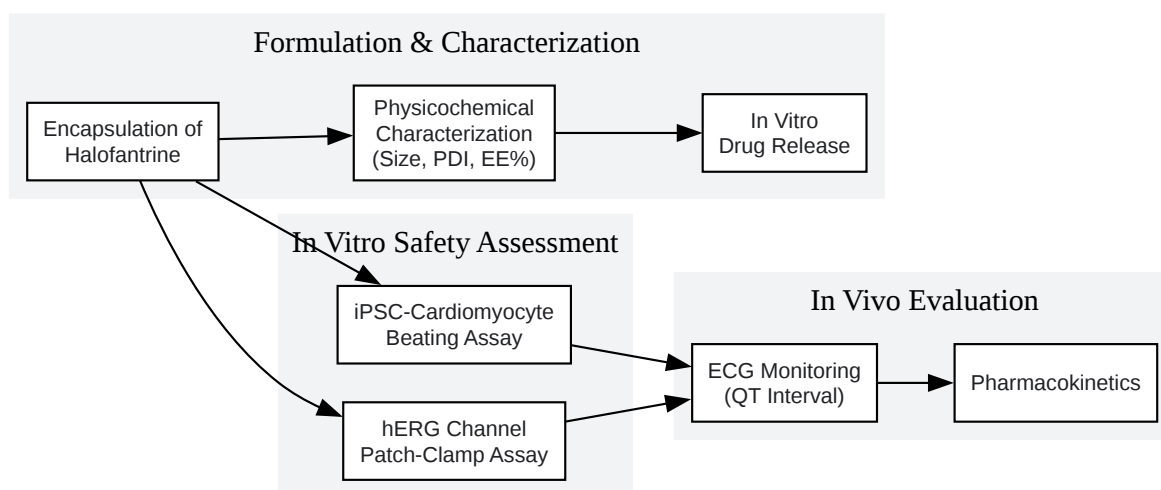 Formulation & Characterization
Encapsulation of
Halofantrine
Physicochemical
Characterization
(Size, PDI, EE%)
In Vitro
Drug Release
In Vitro Safety Assessment
iPSC-Cardiomyocyte
Beating Assay
hERG Channel
Patch-Clamp Assay
In Vivo Evaluation
ECG Monitoring
(QT Interval)
Pharmacokinetics